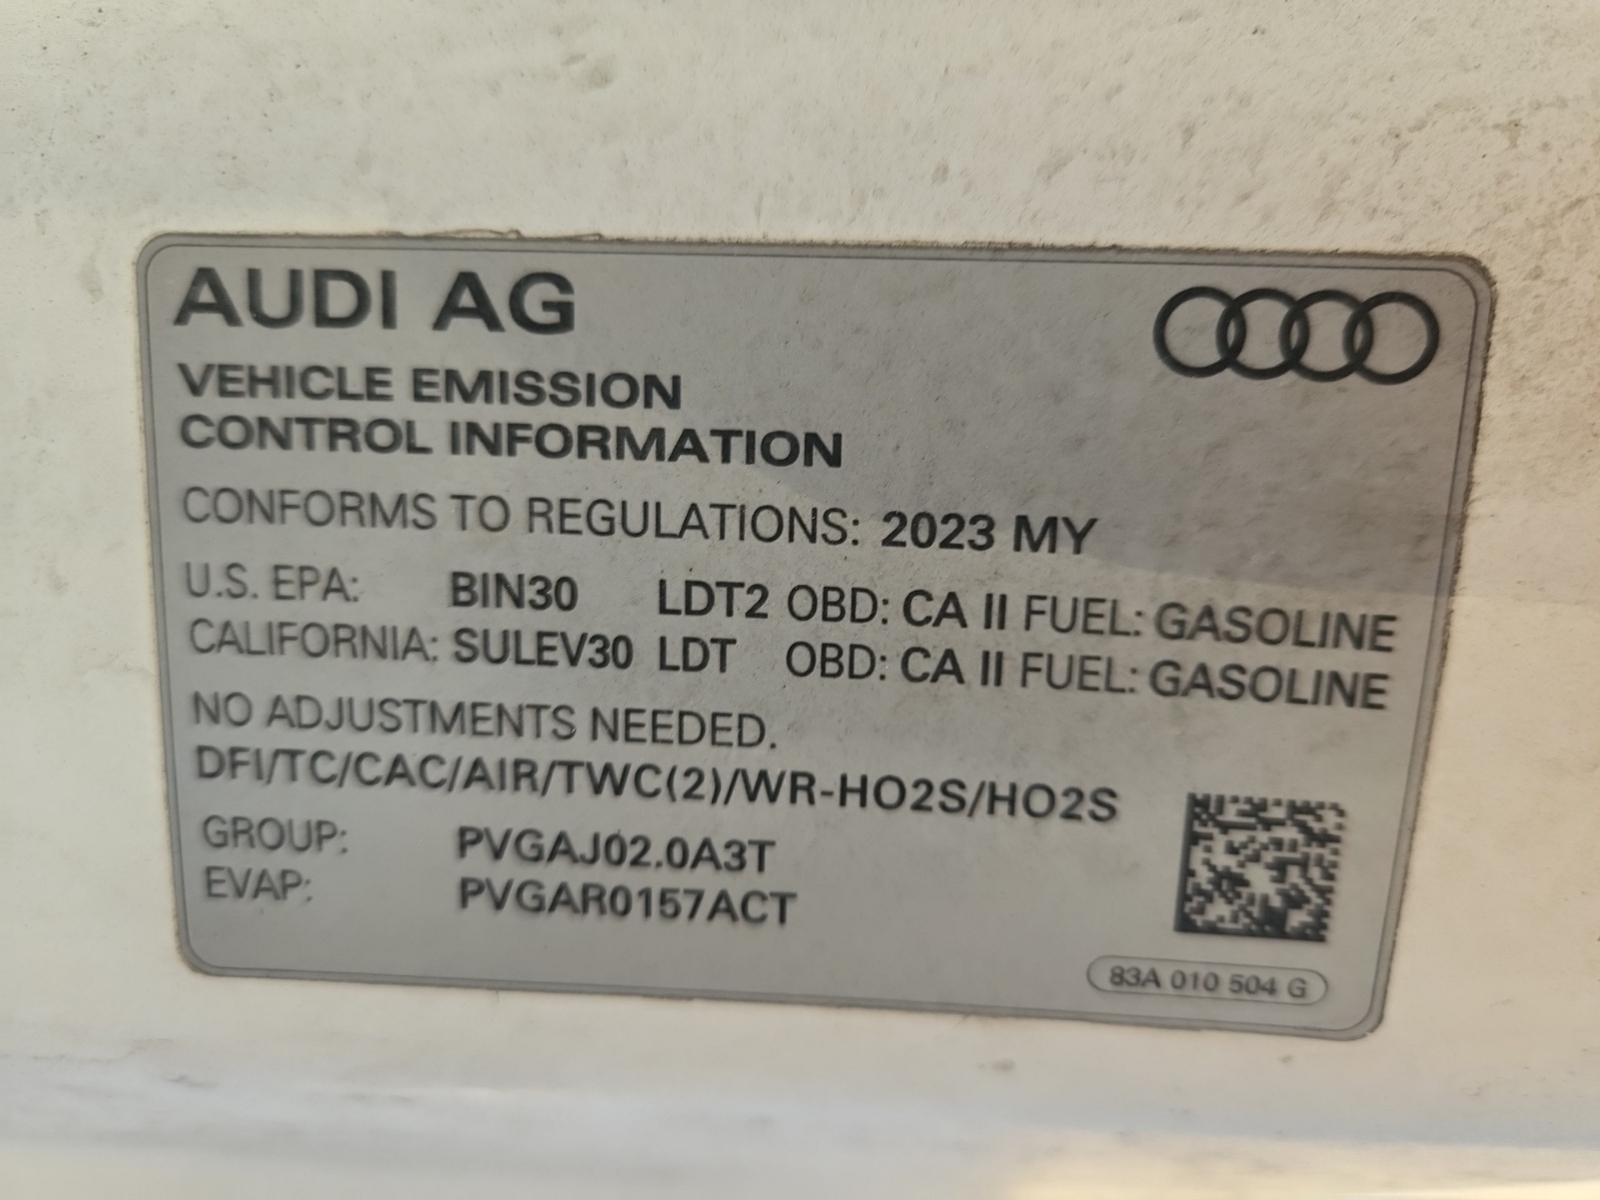 AUDI AG
VEHICLE EMISSION
CONTROL INFORMATION
CONFORMS TO REGULATIONS: 2023 MY
U.S. EPA: BIN30 LDT2 OBD: CA II FUEL: GASOLINE
CALIFORNIA: SULEV30 LDT OBD: CA II FUEL: GASOLINE
NO ADJUSTMENTS NEEDED.
DFI/TC/CAC/AIR/TWC(2)/WR-HO2S/HO2S
GROUP: PVGAJ02.0A3T
EVAP: PVGAR0157ACT
83A 010 504 G